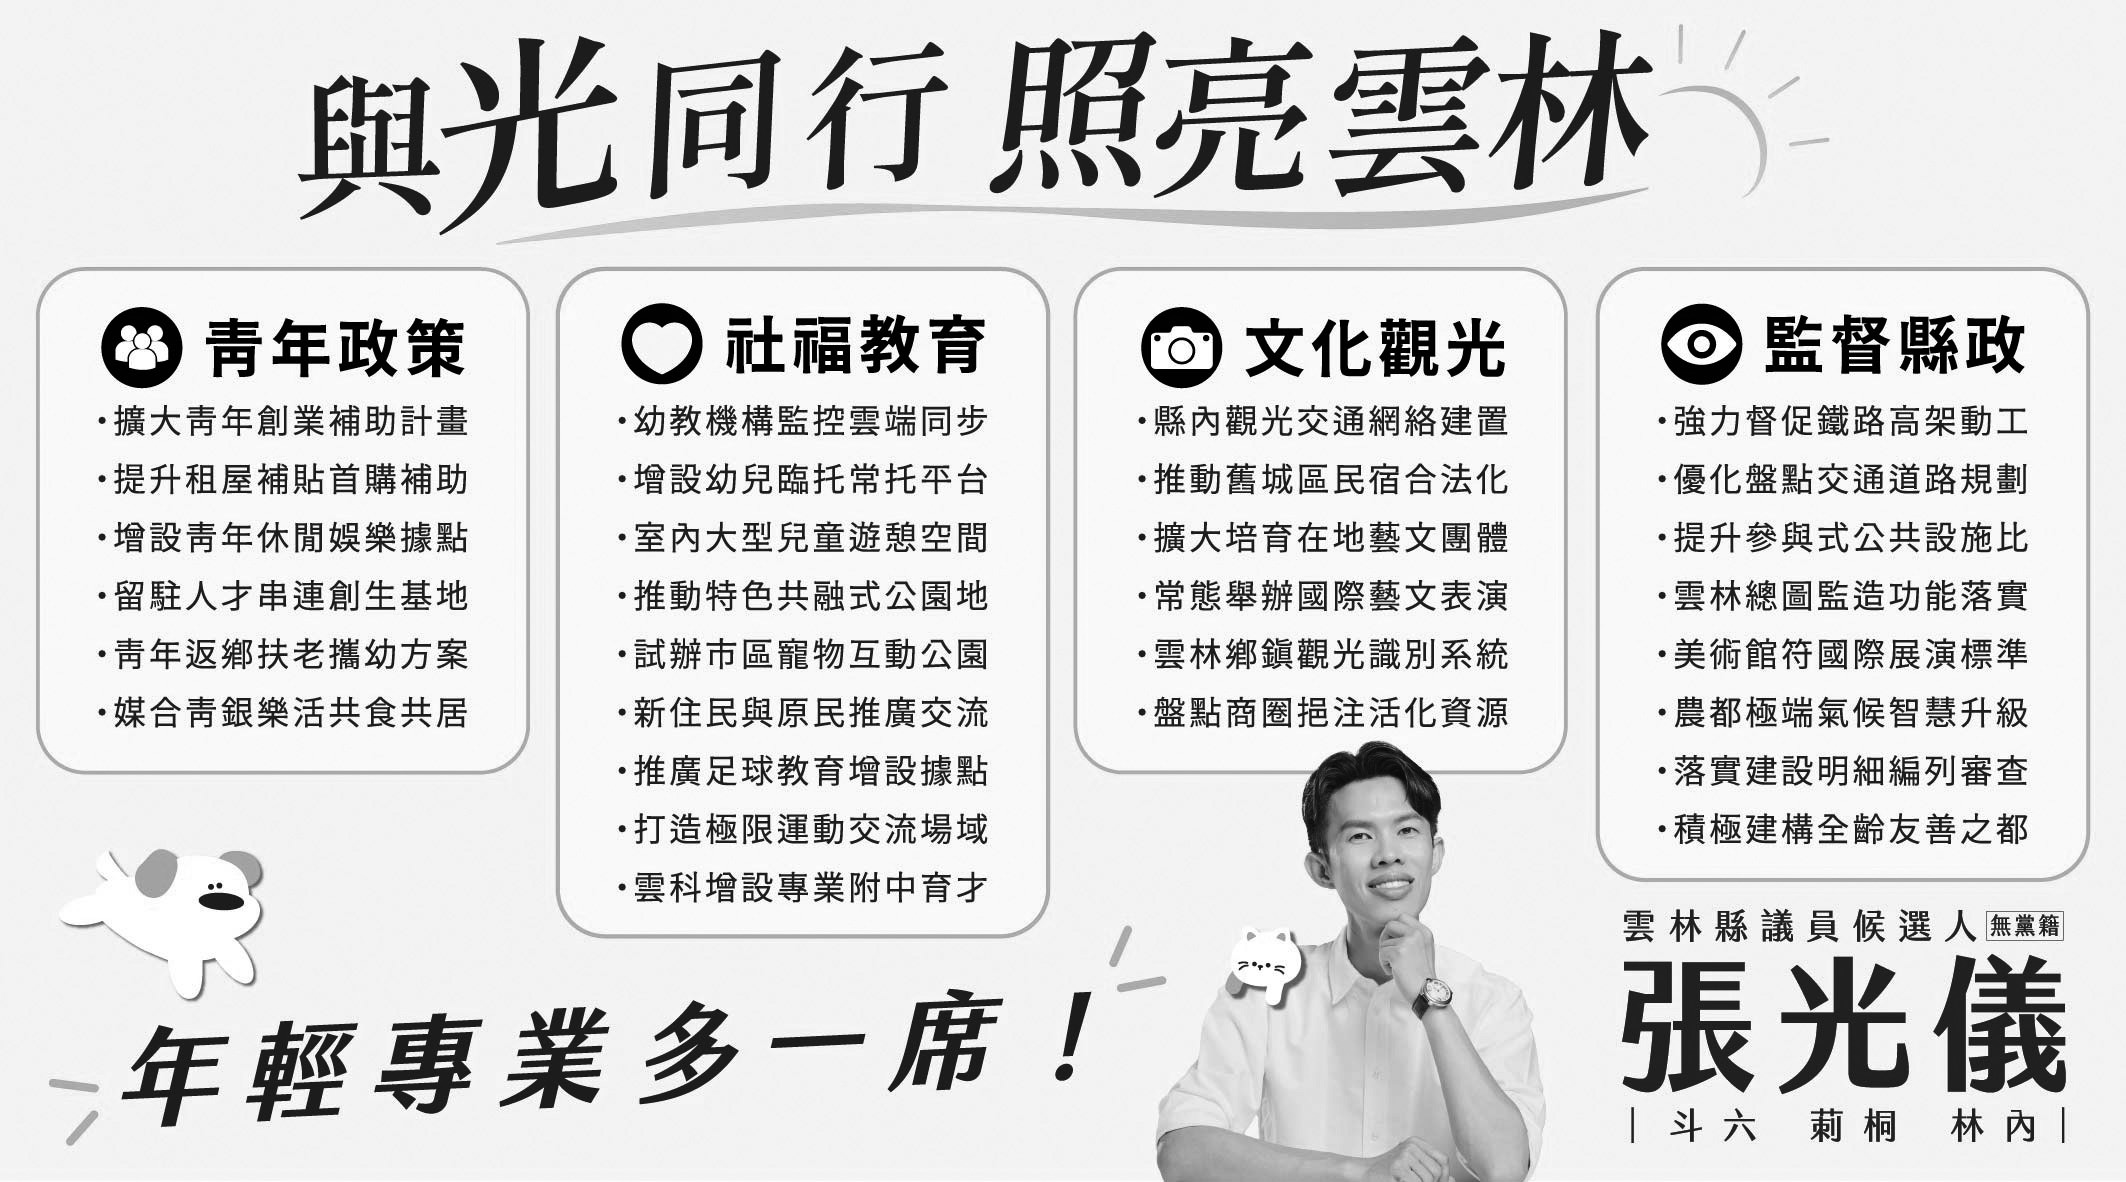 與光同行 照亮雲林
青年政策
•擴大青年創業補助計畫
•提升租屋補貼首購補助
•增設青年休閒娛樂據點
•留駐人才串連創生基地
•青年返鄉扶老攜幼方案
•媒合青銀樂活共食共居
社福教育
•幼教機構監控雲端同步
•增設幼兒臨托常托平台
•室內大型兒童遊憩空間
•推動特色共融式公園地
•試辦市區寵物互動公園
•新住民與原民推廣交流
•推廣足球教育增設據點
•打造極限運動交流場域
•雲科增設專業附中育才
文化觀光
•縣內觀光交通網絡建置
•推動舊城區民宿合法化
•擴大培育在地藝文團體
•常態舉辦國際藝文表演
•雲林鄉鎮觀光識別系統
•盤點商圈挹注活化資源
監督縣政
•強力督促鐵路高架動工
•優化盤點交通道路規劃
•提升參與式公共設施比
•雲林總圖監造功能落實
•美術館符國際展演標準
•農都極端氣候智慧升級
•落實建設明細編列審查
•積極建構全齡友善之都
年輕專業多一席！
雲林縣議員候選人 無黨籍
張光儀
|斗六 莿桐 林內|